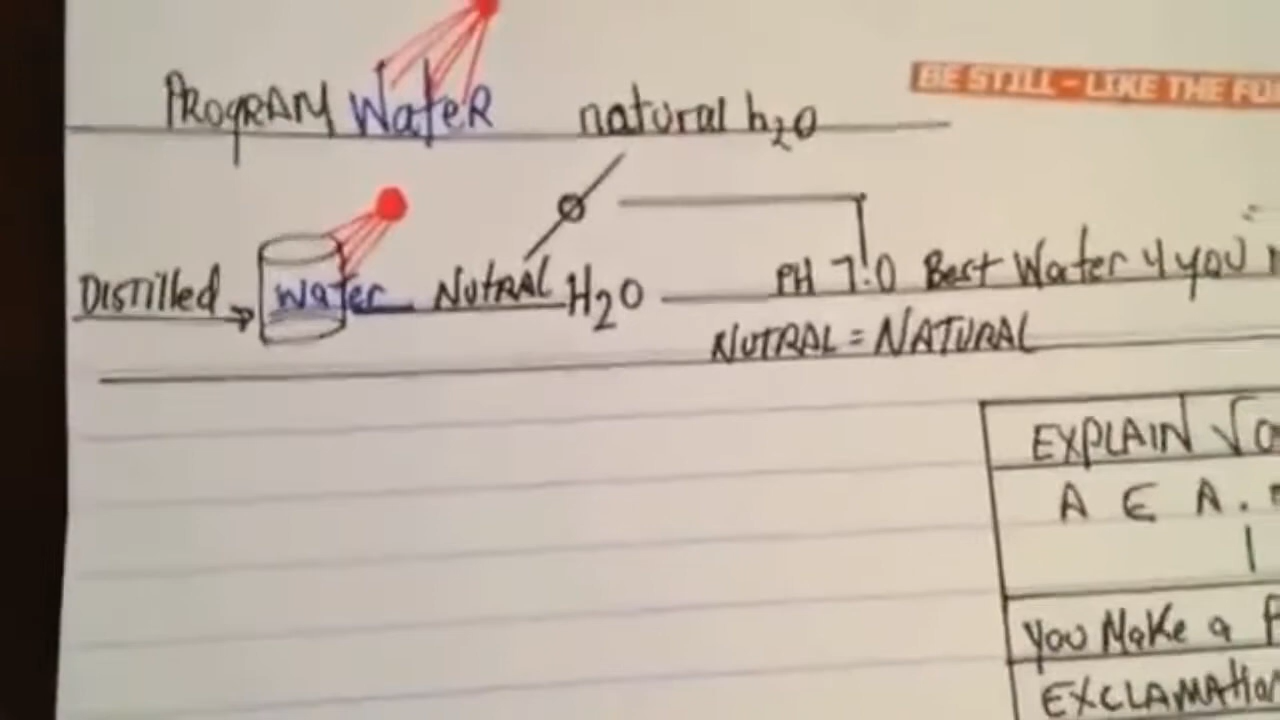 PROGRAM WateR natural h2O
BE STILL - LIKE THE
DISTilled Water NUTRAL H2O PH 7.0 Best Water 4 you
NUTRAL = NATURAL
EXPLAIN
A E A.
you Make a
EXCLAMATION